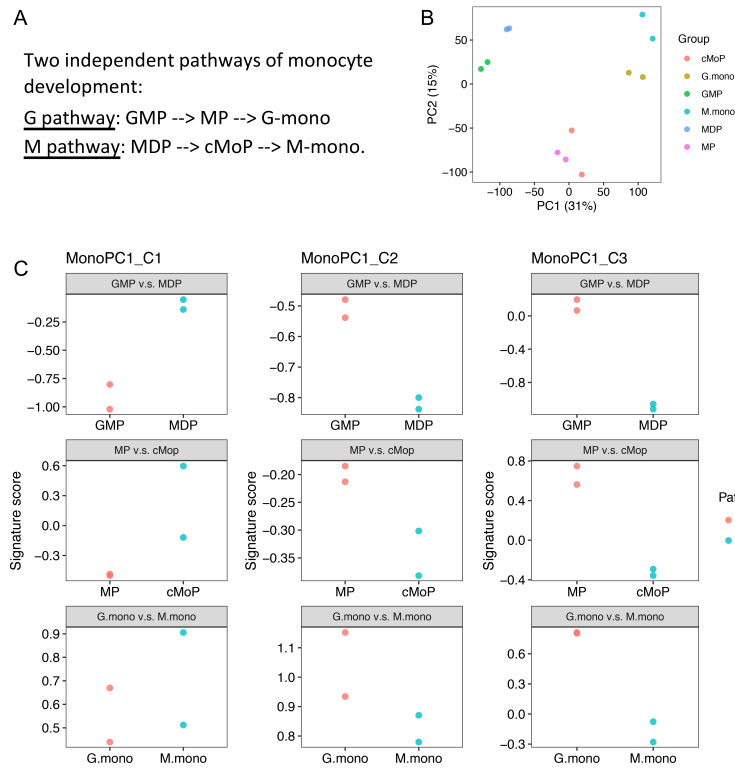 A
Two independent pathways of monocyte
development:
G pathway: GMP --> MP --> G-mono
M pathway: MDP --> cMoP --> M-mono.
B
50
0
−50
−100
PC2 (15%)
−100
−50
0
50
100
PC1 (31%)
Group
cMoP
G.mono
GMP
M.mono
MDP
MP
C
MonoPC1_C1
MonoPC1_C2
MonoPC1_C3
GMP v.s. MDP
GMP v.s. MDP
GMP v.s. MDP
−0.25
−0.50
−0.75
−1.00
GMP
MDP
−0.5
−0.6
−0.7
−0.8
GMP
MDP
0.0
−0.4
−0.8
GMP
MDP
MP v.s. cMop
MP v.s. cMop
MP v.s. cMop
Signature score
0.6
0.0
−0.3
0.3
MP
cMoP
Signature score
−0.20
−0.25
−0.30
−0.35
MP
cMoP
Signature score
0.8
0.4
0.0
−0.4
MP
cMoP
Pat
G.mono v.s. M.mono
G.mono v.s. M.mono
G.mono v.s. M.mono
0.9
0.8
0.7
0.6
0.5
G.mono
M.mono
1.1
1.0
0.9
0.8
G.mono
M.mono
0.6
0.3
0.0
−0.3
G.mono
M.mono